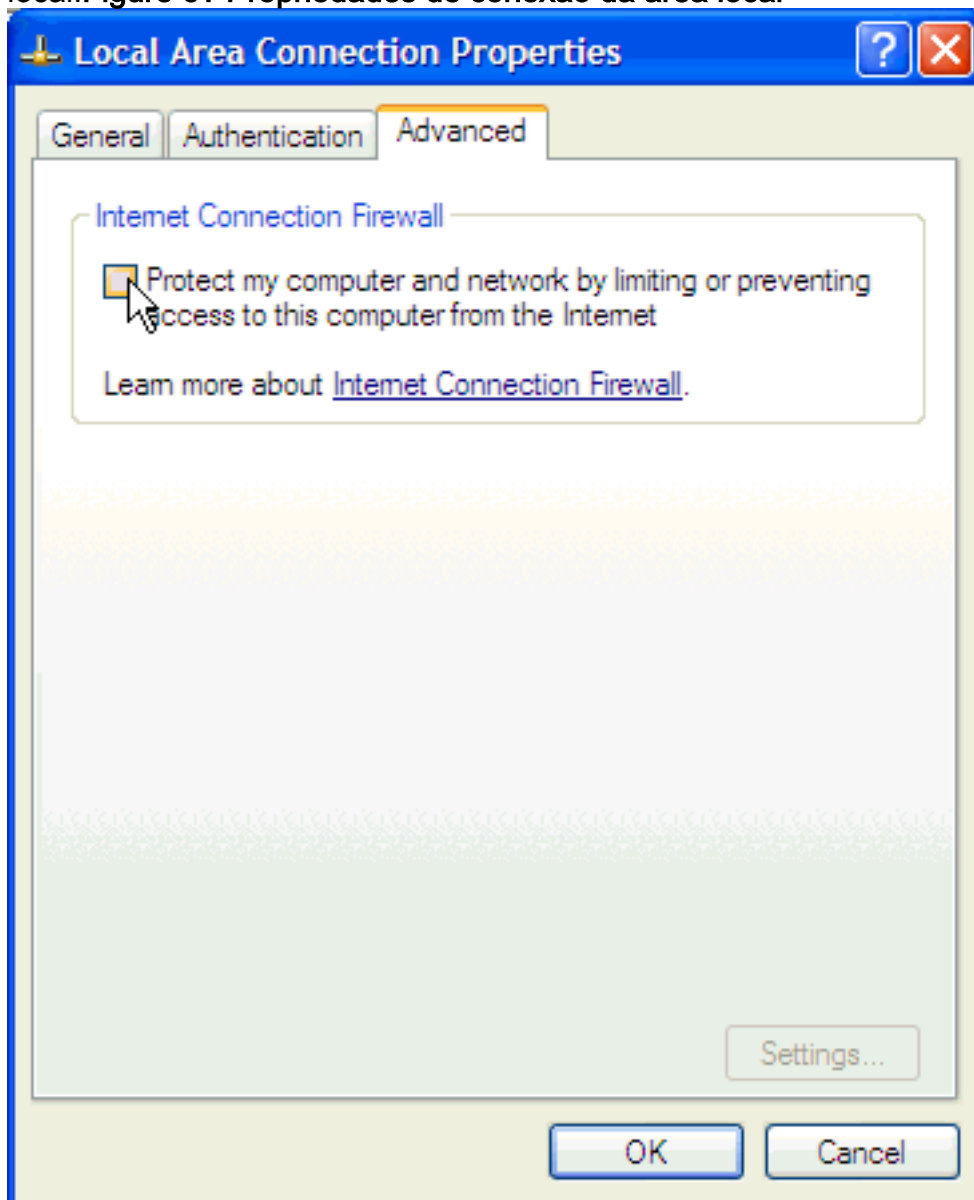 Local Area Connection Properties
General Authentication Advanced
Internet Connection Firewall
Protect my computer and network by limiting or preventing
access to this computer from the Internet
Learn more about Internet Connection Firewall.
Settings...
OK Cancel